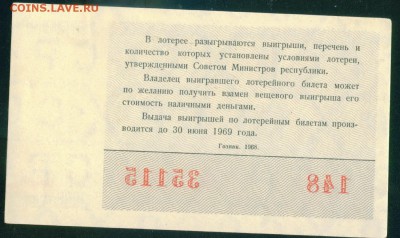 COINS.LAVE.RU
В лотерее разыгрываются выигрыши, перечень и
количество которых установлены условиями лотереи,
утвержденными Советом Министров республики.
Владелец выигравшего лотерейного билета может
по желанию получить взамен вещевого выигрыша его
стоимость наличными деньгами.
Выдача выигрышей по лотерейным билетам произ-
водится до 30 июня 1969 года.
Гознак. 1968.
148 35115